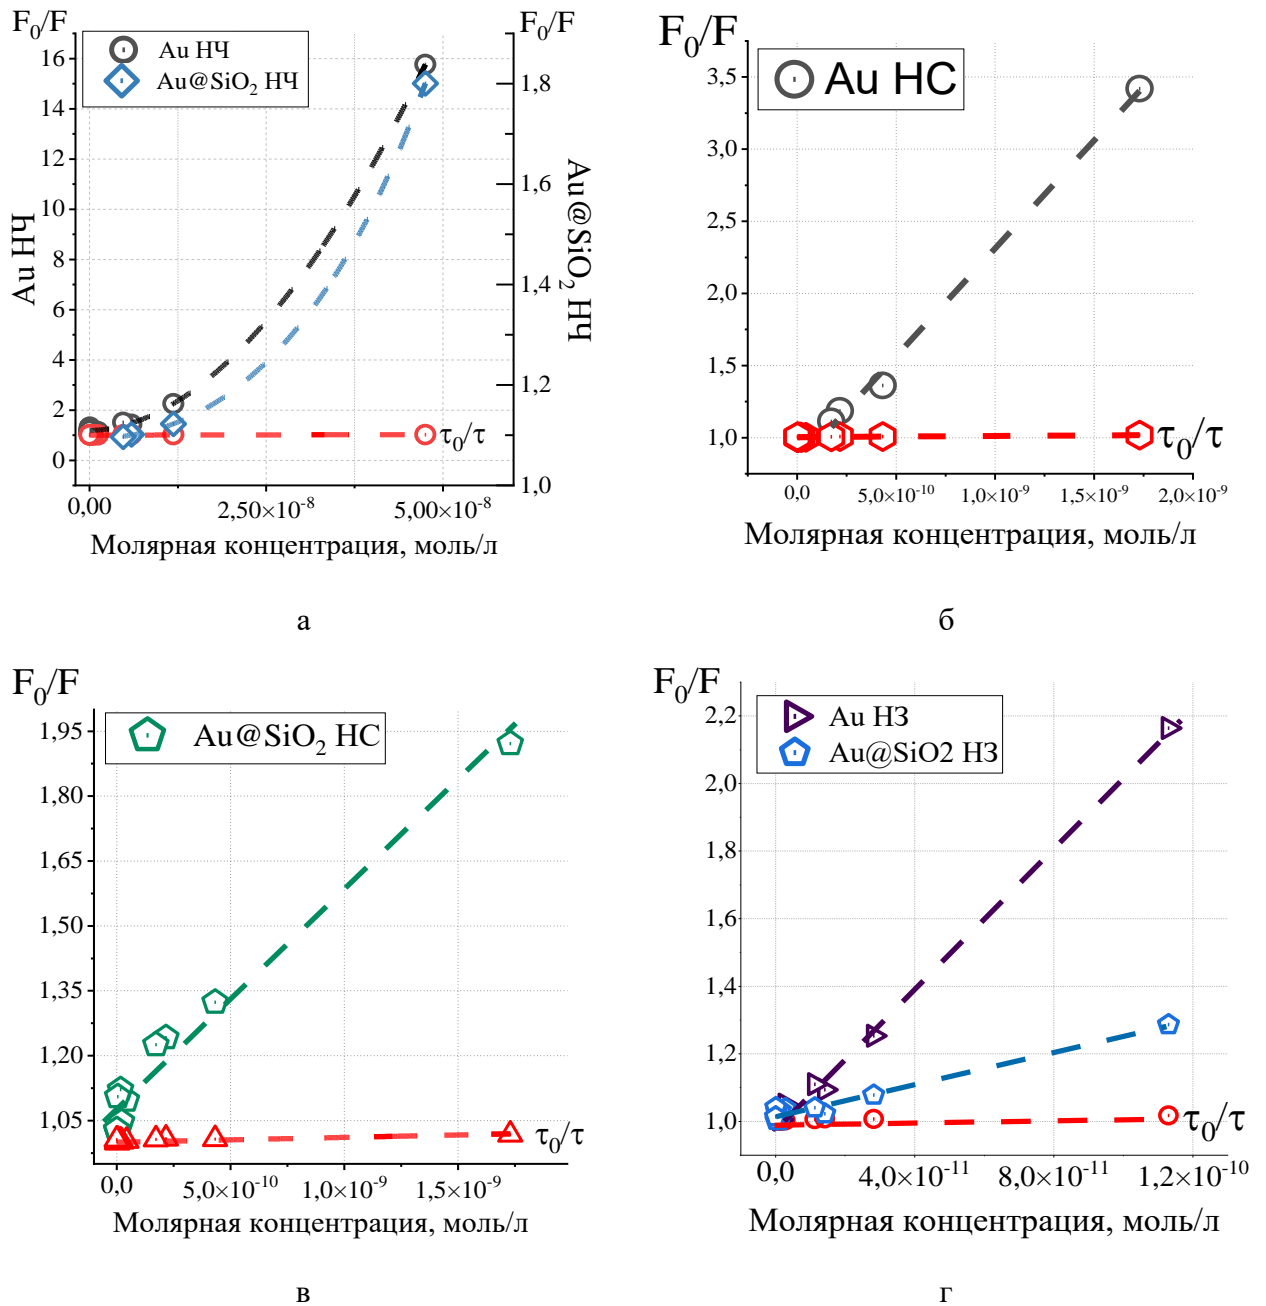 F₀/F
F₀/F
Au НЧ
Au@SiO₂ НЧ
16
14
12
10
8
6
4
2
0
1,8
1,6
1,4
1,2
1,0
Au НЧ
Au@SiO₂ НЧ
τ₀/τ
0,00
2,50×10⁻⁸
5,00×10⁻⁸
Молярная концентрация, моль/л
а
F₀/F
Au НС
3,5
3,0
2,5
2,0
1,5
1,0
τ₀/τ
0,0
5,0×10⁻¹⁰
1,0×10⁻⁹
1,5×10⁻⁹
2,0×10⁻⁹
Молярная концентрация, моль/л
б
F₀/F
Au@SiO₂ НС
1,95
1,80
1,65
1,50
1,35
1,20
1,05
τ₀/τ
0,0
5,0×10⁻¹⁰
1,0×10⁻⁹
1,5×10⁻⁹
Молярная концентрация, моль/л
в
F₀/F
Au НЗ
Au@SiO2 НЗ
2,2
2,0
1,8
1,6
1,4
1,2
1,0
τ₀/τ
0,0
4,0×10⁻¹¹
8,0×10⁻¹¹
1,2×10⁻¹⁰
Молярная концентрация, моль/л
г